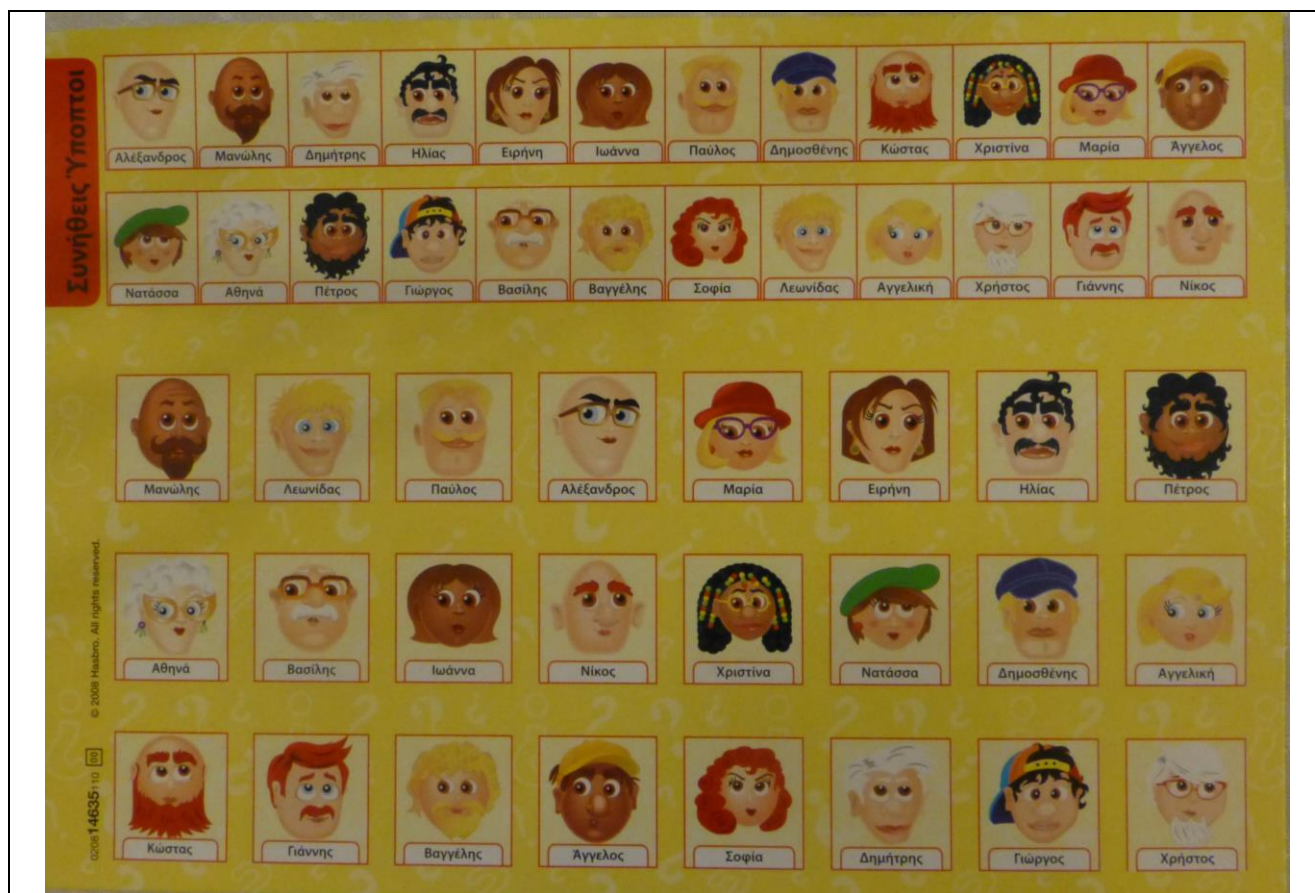 Συνήθεις Ύποπτοι
Αλέξανδρος Μανώλης Δημήτρης Ηλίας Ειρήνη Ιωάννα Παύλος Δημοσθένης Κώστας Χριστίνα Μαρία Άγγελος
Νατάσσα Αθηνά Πέτρος Γιώργος Βασίλης Βαγγέλης Σοφία Λεωνίδας Αγγελική Χρήστος Γιάννης Νίκος
Μανώλης Λεωνίδας Παύλος Αλέξανδρος Μαρία Ειρήνη Ηλίας Πέτρος
Αθηνά Βασίλης Ιωάννα Νίκος Χριστίνα Νατάσσα Δημοσθένης Αγγελική
Κώστας Γιάννης Βαγγέλης Άγγελος Σοφία Δημήτρης Γιώργος Χρήστος
© 2008 Hasbro. All rights reserved.
020814635110 00